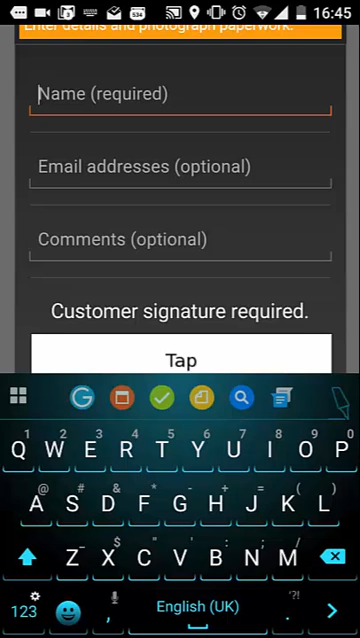 534 16:45
Enter details and photograph paperwork.
Name (required)
Email addresses (optional)
Comments (optional)
Customer signature required.
Tap
1 2 3 4 5 6 7 8 9 0
Q W E R T Y U I O P
@ # & * - + = ( )
A S D F G H J K L
_ $ " ' : ; /
Z X C V B N M
123 , English (UK) . '?!